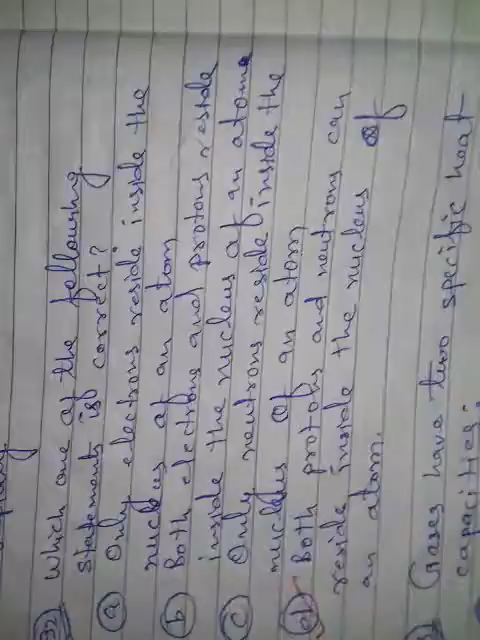 32) Which one of the following
statements is correct?
(a) Only electrons reside inside the
nucleus of an atom
(b) Both electrons and protons reside
inside the nucleus of an atom
(c) Only neutrons reside inside the
nucleus of an atom
(d) Both protons and neutrons can
reside inside the nucleus of
an atom.
Gases have two specific heat
capacities.